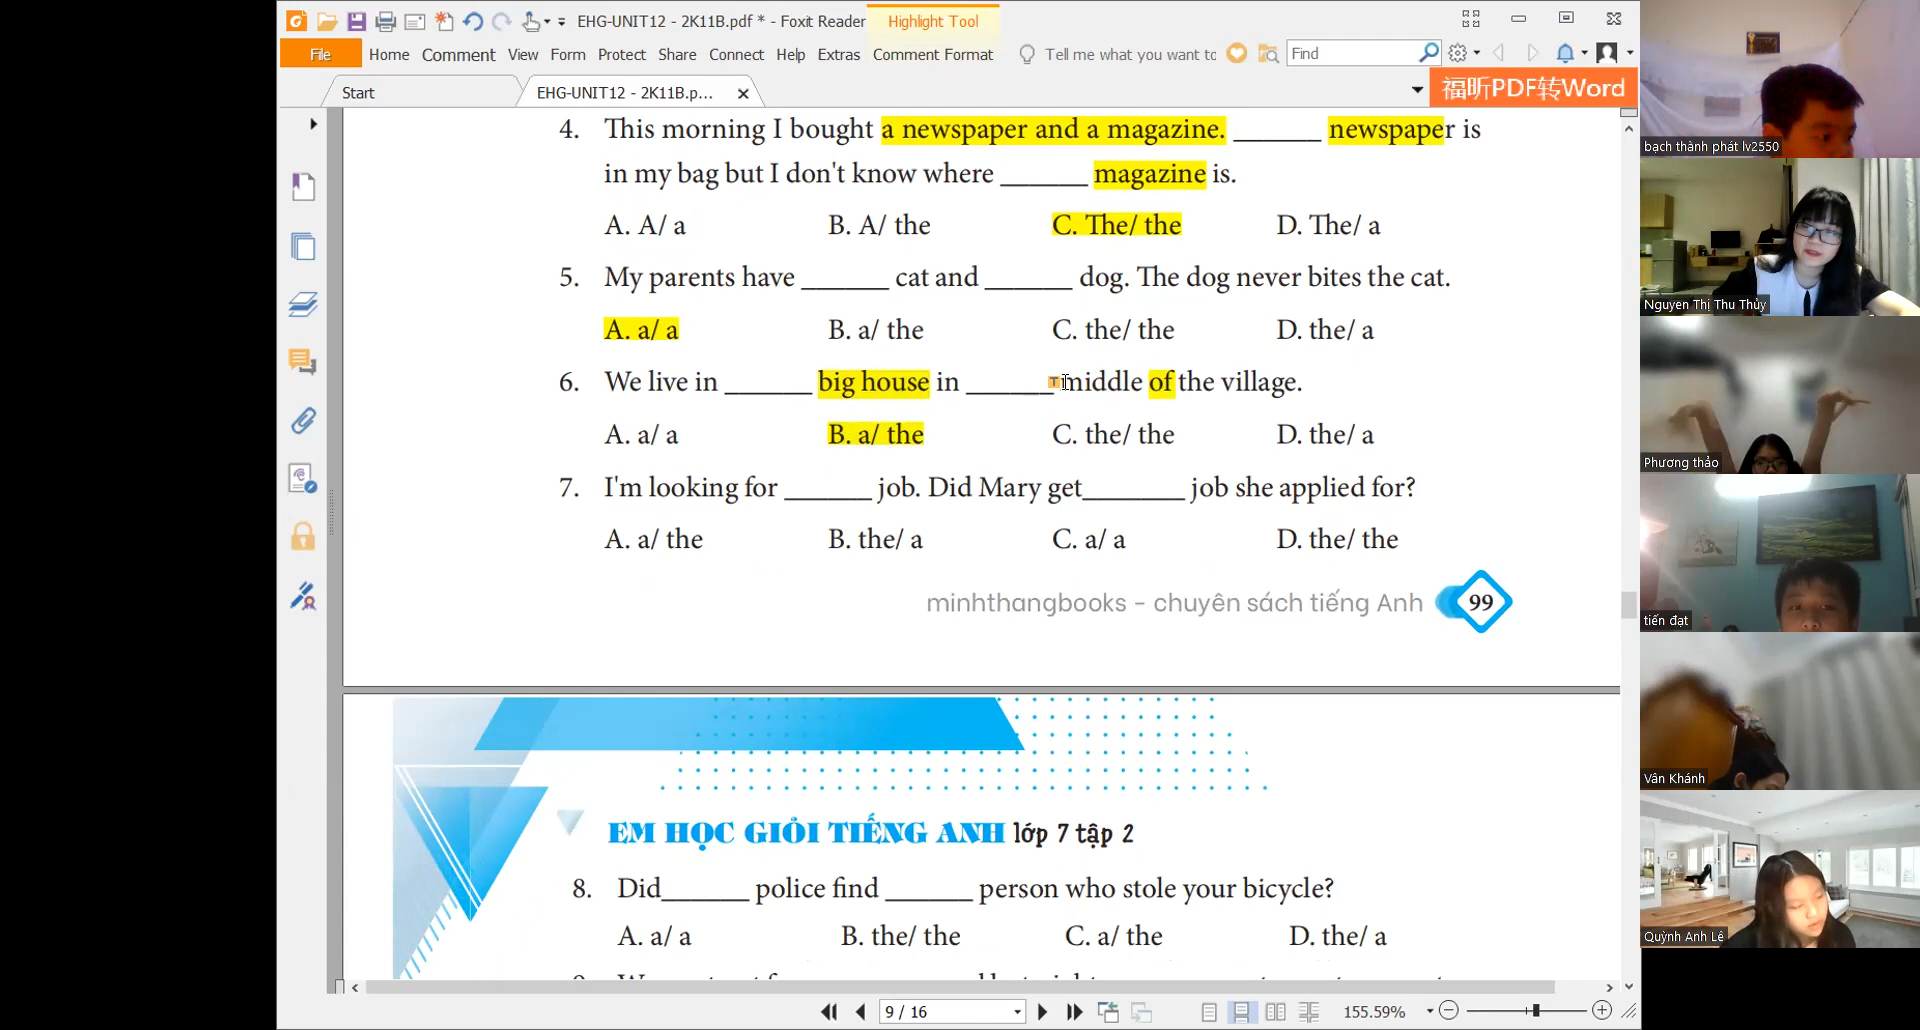 EHG-UNIT12 - 2K11B.pdf * - Foxit Reader
Highlight Tool
File Home Comment View Form Protect Share Connect Help Extras Comment Format Tell me what you want to Find
Start EHG-UNIT12 - 2K11B.p... 福昕PDF转Word
4. This morning I bought a newspaper and a magazine. ______ newspaper is
in my bag but I don't know where ______ magazine is.
A. A/ a B. A/ the C. The/ the D. The/ a
5. My parents have ______ cat and ______ dog. The dog never bites the cat.
A. a/ a B. a/ the C. the/ the D. the/ a
6. We live in ______ big house in ______ middle of the village.
A. a/ a B. a/ the C. the/ the D. the/ a
7. I'm looking for ______ job. Did Mary get_______ job she applied for?
A. a/ the B. the/ a C. a/ a D. the/ the
minhthangbooks - chuyên sách tiếng Anh 99
EM HỌC GIỎI TIẾNG ANH lớp 7 tập 2
8. Did______ police find ______ person who stole your bicycle?
A. a/ a B. the/ the C. a/ the D. the/ a
9 / 16 155.59%
bạch thành phát lv2550
Nguyen Thị Thu Thủy
Phương thảo
tiến đạt
Vân Khánh
Quỳnh Anh Lê